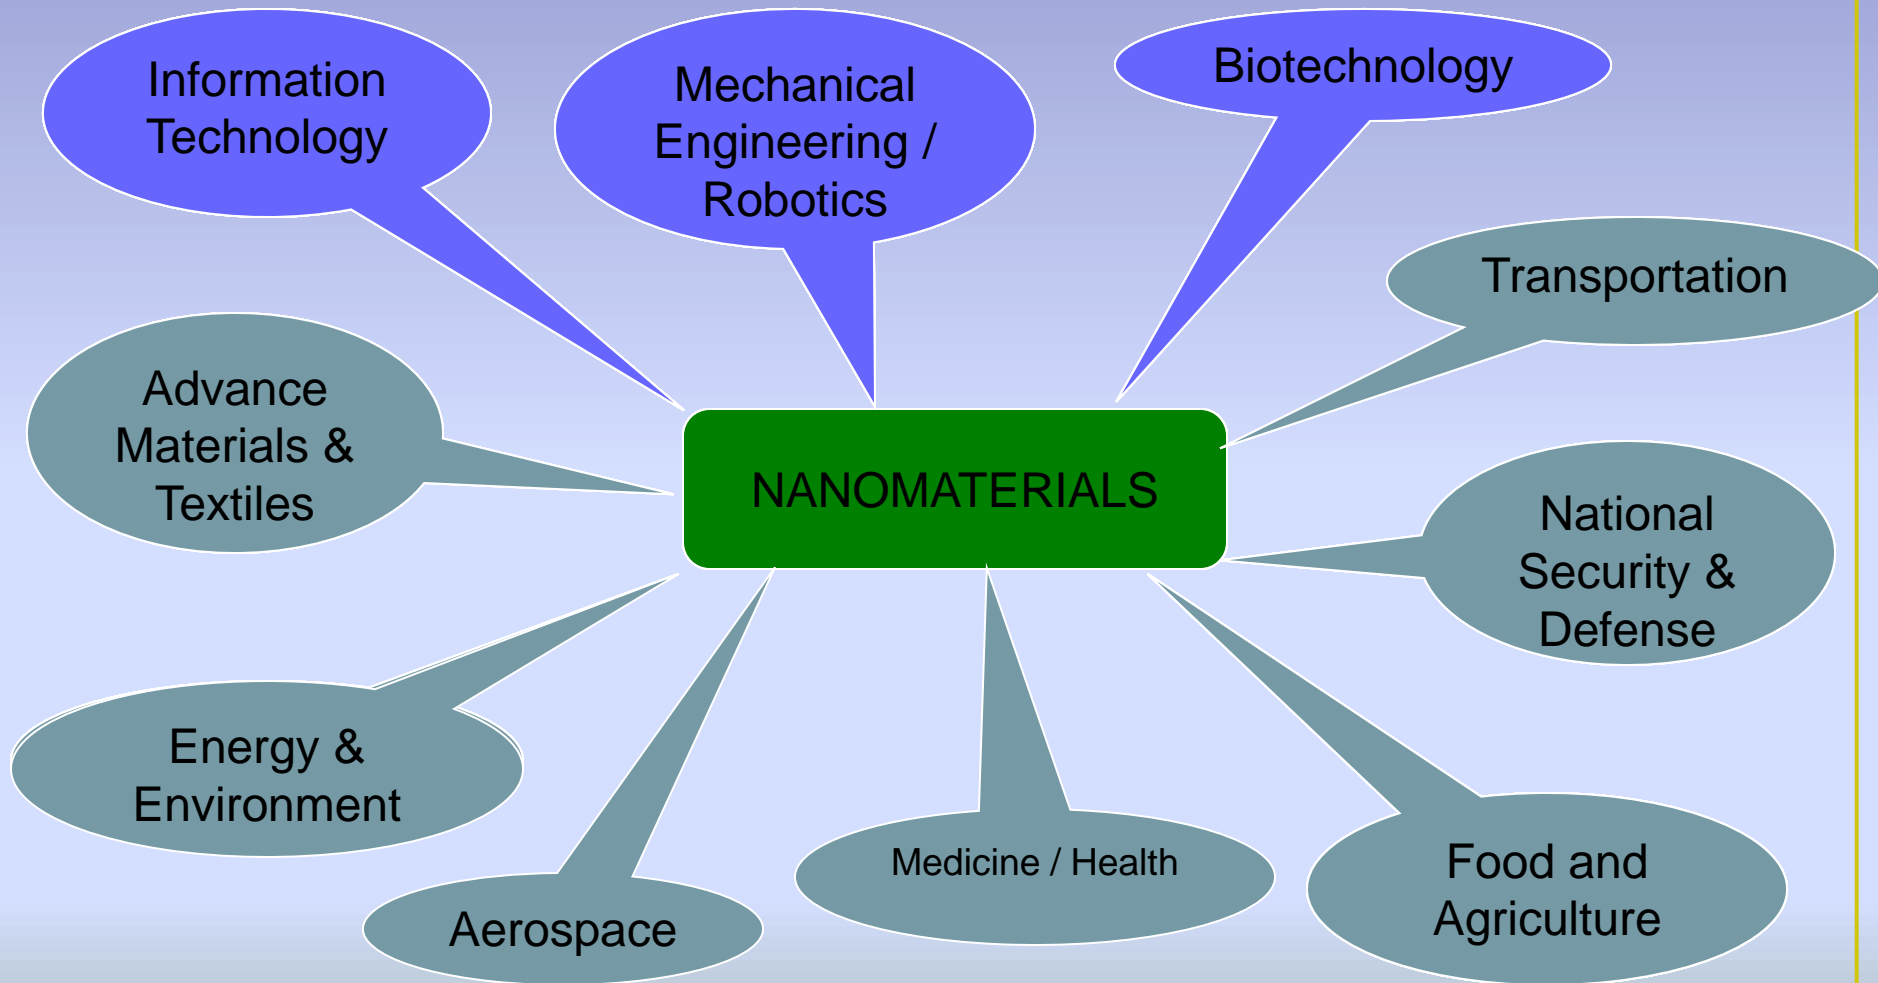 Information
Technology
Mechanical
Engineering /
Robotics
Biotechnology
Transportation
Advance
Materials &
Textiles
NANOMATERIALS
National
Security &
Defense
Energy &
Environment
Aerospace
Medicine / Health
Food and
Agriculture